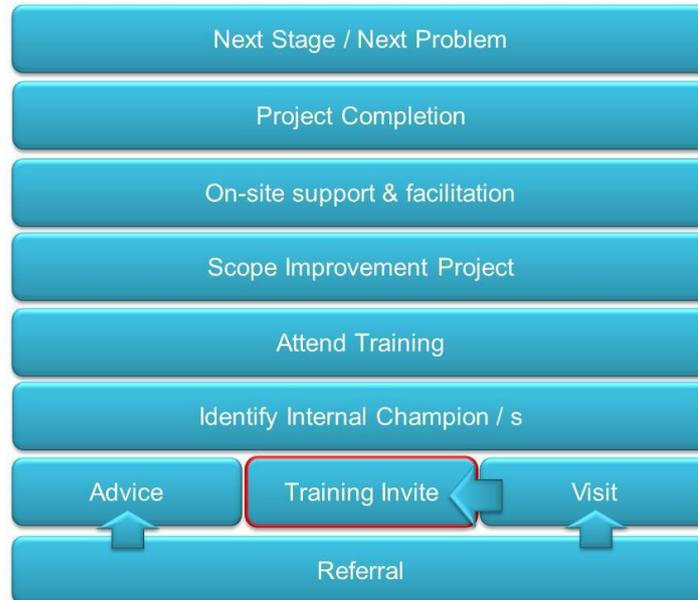 Next Stage / Next Problem
Project Completion
On-site support & facilitation
Scope Improvement Project
Attend Training
Identify Internal Champion / s
Advice
Training Invite
Visit
Referral